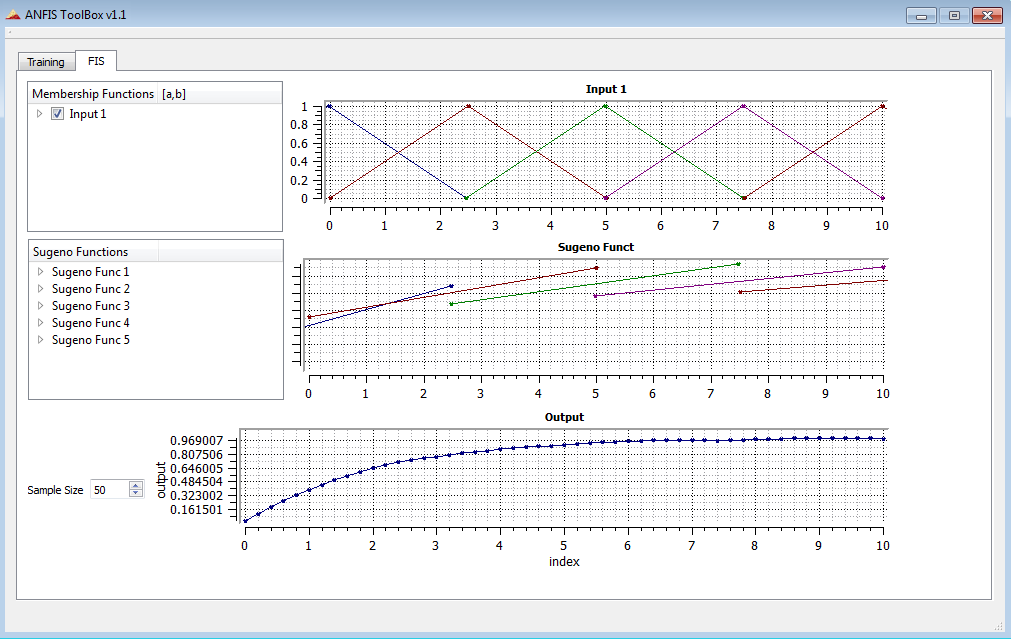 ANFIS ToolBox v1.1
Training FIS
Membership Functions [a,b]
Input 1
Input 1
1
0.8
0.6
0.4
0.2
0
0 1 2 3 4 5 6 7 8 9 10
Sugeno Functions
Sugeno Func 1
Sugeno Func 2
Sugeno Func 3
Sugeno Func 4
Sugeno Func 5
Sugeno Funct
0 1 2 3 4 5 6 7 8 9 10
Sample Size 50
Output
output
0.969007
0.807506
0.646005
0.484504
0.323002
0.161501
0 1 2 3 4 5 6 7 8 9 10
index